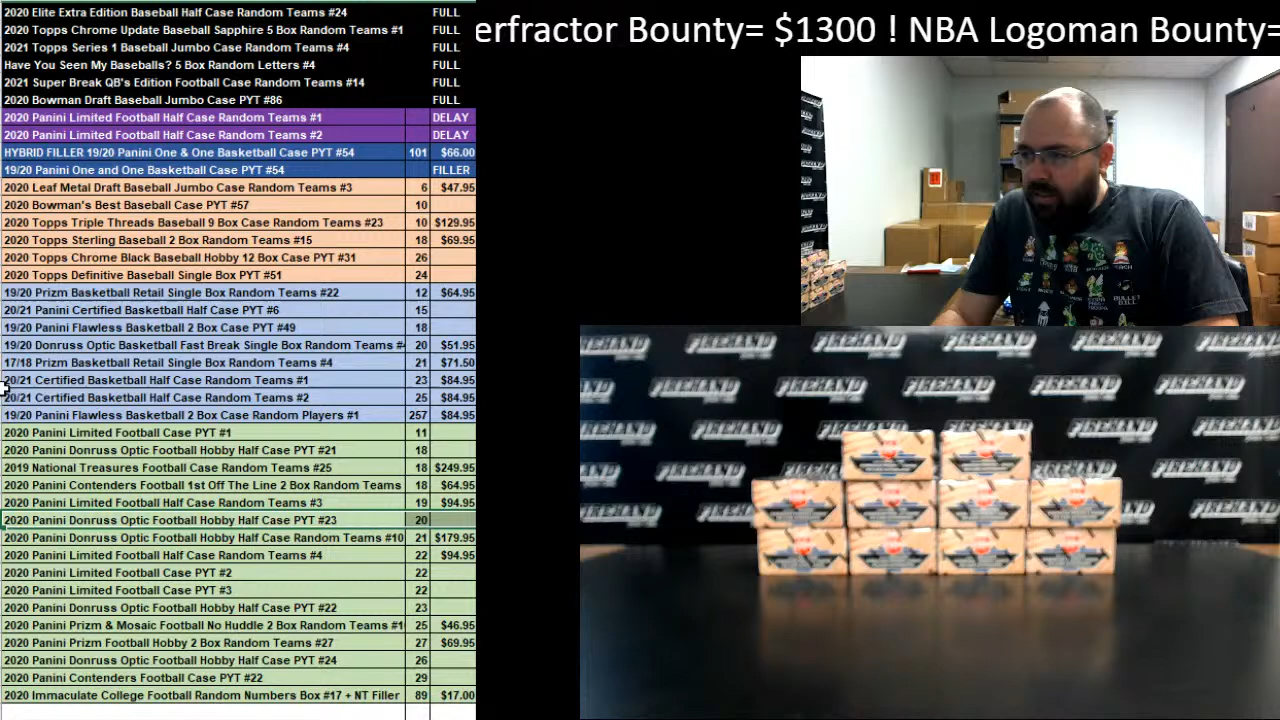 2020 Elite Extra Edition Baseball Half Case Random Teams #24 FULL
2020 Topps Chrome Update Baseball Sapphire 5 Box Random Teams #1 FULL
2021 Topps Series 1 Baseball Jumbo Case Random Teams #4 FULL
Have You Seen My Baseballs? 5 Box Random Letters #4 FULL
2021 Super Break QB's Edition Football Case Random Teams #14 FULL
2020 Bowman Draft Baseball Jumbo Case PYT #86 FULL
2020 Panini Limited Football Half Case Random Teams #1 DELAY
2020 Panini Limited Football Half Case Random Teams #2 DELAY
HYBRID FILLER 19/20 Panini One & One Basketball Case PYT #54 101 $66.00
19/20 Panini One and One Basketball Case PYT #54 FILLER
2020 Leaf Metal Draft Baseball Jumbo Case Random Teams #3 6 $47.95
2020 Bowman's Best Baseball Case PYT #57 10
2020 Topps Triple Threads Baseball 9 Box Case Random Teams #23 10 $129.95
2020 Topps Sterling Baseball 2 Box Random Teams #15 18 $69.95
2020 Topps Chrome Black Baseball Hobby 12 Box Case PYT #31 26
2020 Topps Definitive Baseball Single Box PYT #51 24
19/20 Prizm Basketball Retail Single Box Random Teams #22 12 $64.95
20/21 Panini Certified Basketball Half Case PYT #6 15
19/20 Panini Flawless Basketball 2 Box Case PYT #49 18
19/20 Donruss Optic Basketball Fast Break Single Box Random Teams # 20 $51.95
17/18 Prizm Basketball Retail Single Box Random Teams #4 21 $71.50
20/21 Certified Basketball Half Case Random Teams #1 23 $84.95
20/21 Certified Basketball Half Case Random Teams #2 25 $84.95
19/20 Panini Flawless Basketball 2 Box Case Random Players #1 257 $84.95
2020 Panini Limited Football Case PYT #1 11
2020 Panini Donruss Optic Football Hobby Half Case PYT #21 18
2019 National Treasures Football Case Random Teams #25 18 $249.95
2020 Panini Contenders Football 1st Off The Line 2 Box Random Teams 18 $64.95
2020 Panini Limited Football Half Case Random Teams #3 19 $94.95
2020 Panini Donruss Optic Football Hobby Half Case PYT #23 20
2020 Panini Donruss Optic Football Hobby Half Case Random Teams #10 21 $179.95
2020 Panini Limited Football Half Case Random Teams #4 22 $94.95
2020 Panini Limited Football Case PYT #2 22
2020 Panini Limited Football Case PYT #3 22
2020 Panini Donruss Optic Football Hobby Half Case PYT #22 23
2020 Panini Prizm & Mosaic Football No Huddle 2 Box Random Teams #1 25 $46.95
2020 Panini Prizm Football Hobby 2 Box Random Teams #27 27 $69.95
2020 Panini Donruss Optic Football Hobby Half Case PYT #24 26
2020 Panini Contenders Football Case PYT #22 29
2020 Immaculate College Football Random Numbers Box #17 + NT Filler 89 $17.00
erfractor Bounty= $1300 ! NBA Logoman Bounty=
FIREHAND